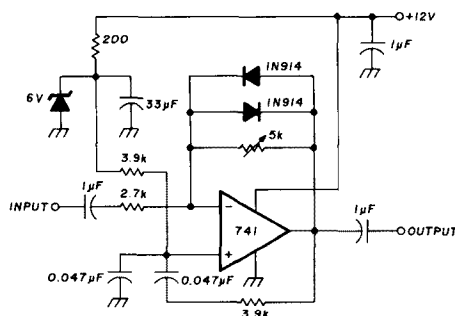 +12V
200
1µF
1N914
6V
33µF
1N914
5k
3.9k
1µF
2.7k
INPUT
−
741
1µF
OUTPUT
+
0.047µF
0.047µF
3.9k